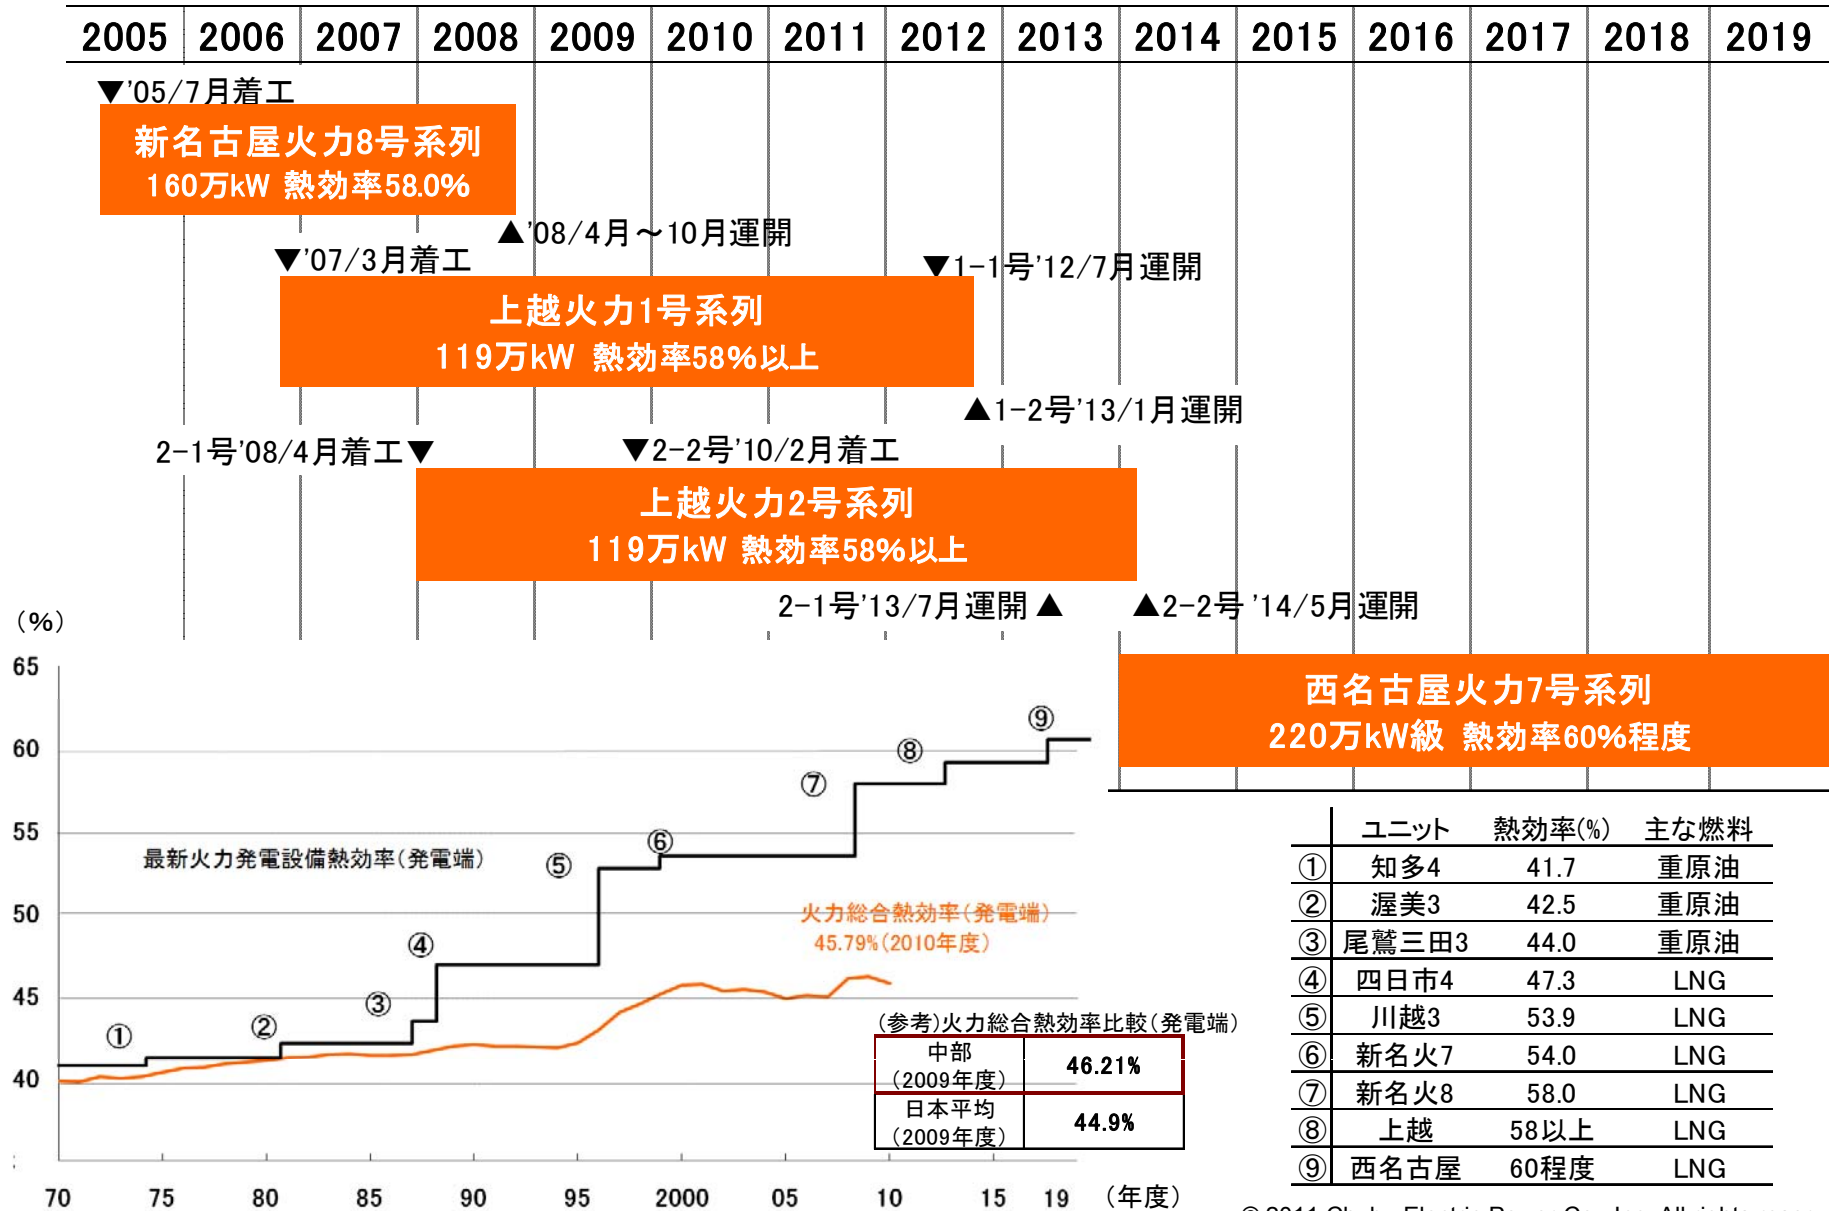 2005 2006 2007 2008 2009 2010 2011 2012 2013 2014 2015 2016 2017 2018 2019
▼'05/7月着工
新名古屋火力8号系列
160万kW 熱効率58.0%
▲'08/4月～10月運開
▼'07/3月着工
▼1-1号'12/7月運開
上越火力1号系列
119万kW 熱効率58%以上
▲1-2号'13/1月運開
2-1号'08/4月着工▼
▼2-2号'10/2月着工
上越火力2号系列
119万kW 熱効率58%以上
2-1号'13/7月運開▲
▲2-2号 '14/5月運開
西名古屋火力7号系列
220万kW級 熱効率60%程度
(%)
65
60
55
50
45
40
① ② ③ ④ ⑤ ⑥ ⑦ ⑧ ⑨
最新火力発電設備熱効率(発電端)
火力総合熱効率(発電端)
45.79%(2010年度)
(参考)火力総合熱効率比較(発電端)
中部
(2009年度) 46.21%
日本平均
(2009年度) 44.9%
70 75 80 85 90 95 2000 05 10 15 19 (年度)
ユニット 熱効率(%) 主な燃料
① 知多4 41.7 重原油
② 渥美3 42.5 重原油
③ 尾鷲三田3 44.0 重原油
④ 四日市4 47.3 LNG
⑤ 川越3 53.9 LNG
⑥ 新名火7 54.0 LNG
⑦ 新名火8 58.0 LNG
⑧ 上越 58以上 LNG
⑨ 西名古屋 60程度 LNG